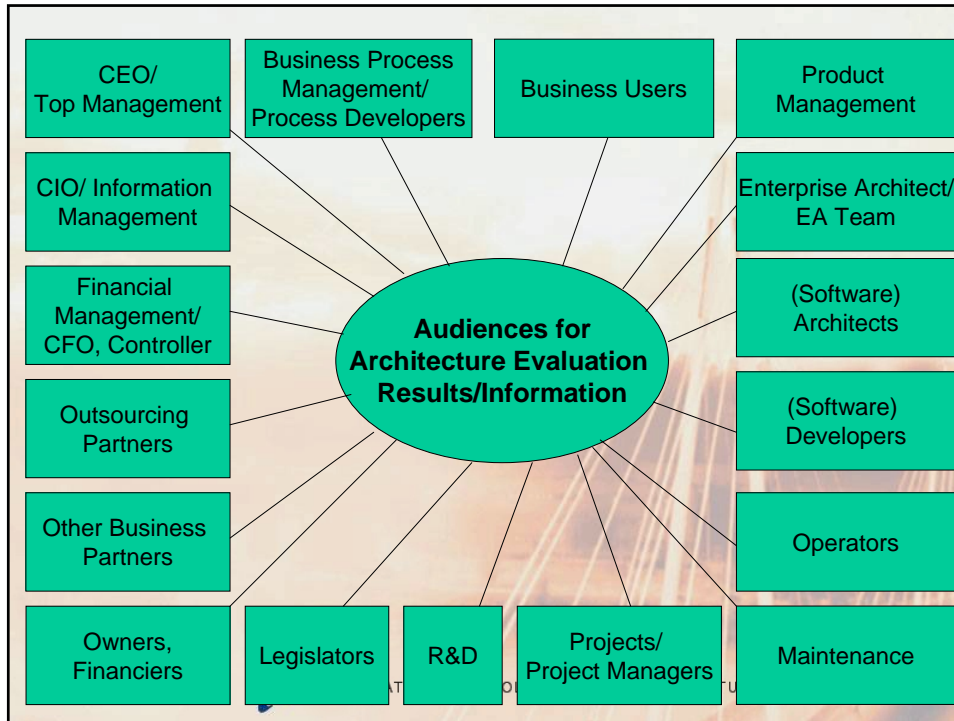 CEO/
Top Management
Business Process
Management/
Process Developers
Business Users
Product
Management
CIO/ Information
Management
Enterprise Architect/
EA Team
Financial
Management/
CFO, Controller
Audiences for
Architecture Evaluation
Results/Information
(Software)
Architects
Outsourcing
Partners
(Software)
Developers
Other Business
Partners
Operators
Owners,
Financiers
Legislators
R&D
Projects/
Project Managers
Maintenance